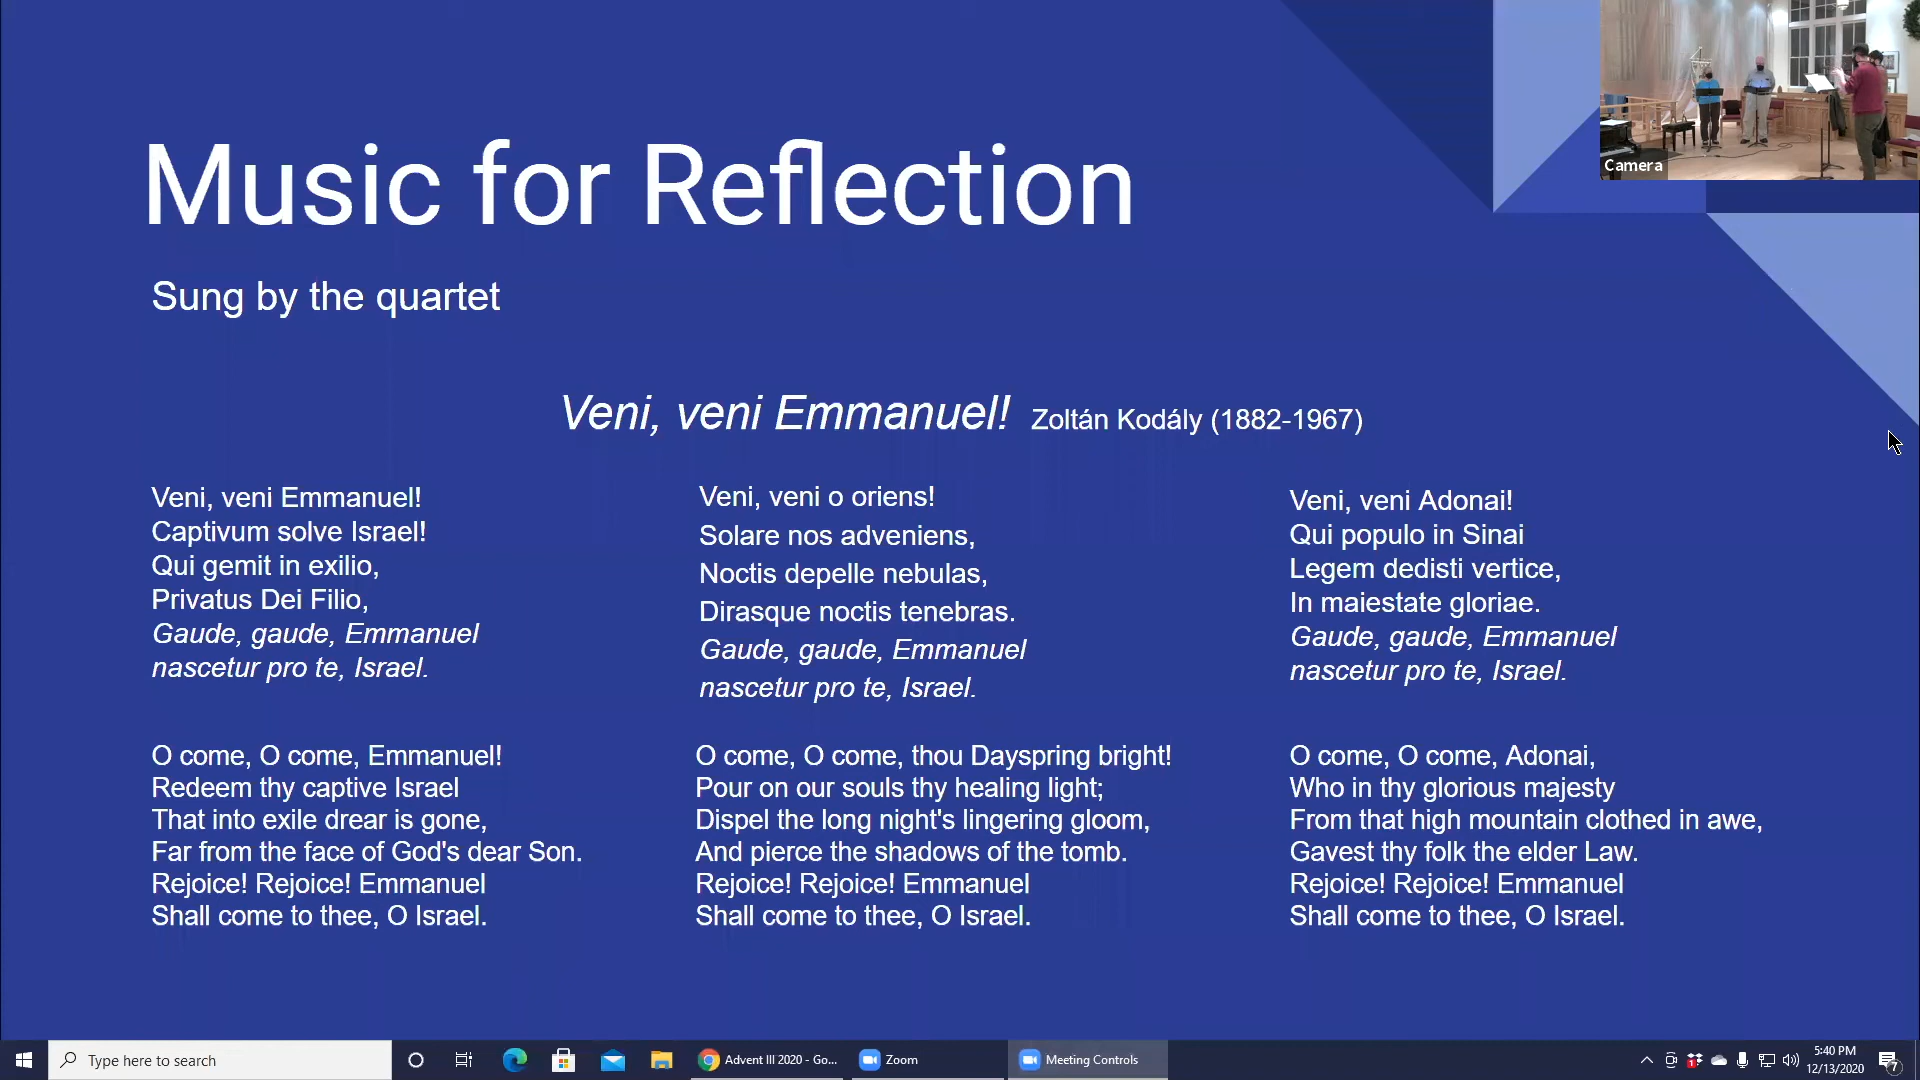 Music for Reflection
Sung by the quartet
Camera
Veni, veni Emmanuel! Zoltán Kodály (1882-1967)
Veni, veni Emmanuel!
Captivum solve Israel!
Qui gemit in exilio,
Privatus Dei Filio,
Gaude, gaude, Emmanuel
nascetur pro te, Israel.
O come, O come, Emmanuel!
Redeem thy captive Israel
That into exile drear is gone,
Far from the face of God's dear Son.
Rejoice! Rejoice! Emmanuel
Shall come to thee, O Israel.
Veni, veni o oriens!
Solare nos adveniens,
Noctis depelle nebulas,
Dirasque noctis tenebras.
Gaude, gaude, Emmanuel
nascetur pro te, Israel.
O come, O come, thou Dayspring bright!
Pour on our souls thy healing light;
Dispel the long night's lingering gloom,
And pierce the shadows of the tomb.
Rejoice! Rejoice! Emmanuel
Shall come to thee, O Israel.
Veni, veni Adonai!
Qui populo in Sinai
Legem dedisti vertice,
In maiestate gloriae.
Gaude, gaude, Emmanuel
nascetur pro te, Israel.
O come, O come, Adonai,
Who in thy glorious majesty
From that high mountain clothed in awe,
Gavest thy folk the elder Law.
Rejoice! Rejoice! Emmanuel
Shall come to thee, O Israel.
Type here to search
Advent III 2020 - Go...
Zoom
Meeting Controls
1
5:40 PM
12/13/2020
7